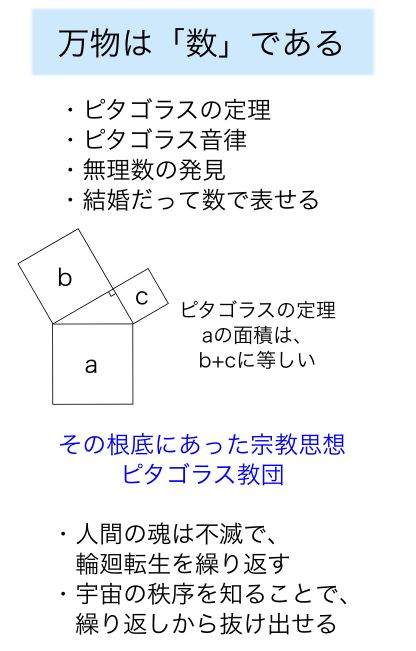 万物は「数」である
・ピタゴラスの定理
・ピタゴラス音律
・無理数の発見
・結婚だって数で表せる
b
c
a
ピタゴラスの定理
aの面積は、
b+cに等しい
その根底にあった宗教思想
ピタゴラス教団
・人間の魂は不滅で、
輪廻転生を繰り返す
・宇宙の秩序を知ることで、
繰り返しから抜け出せる